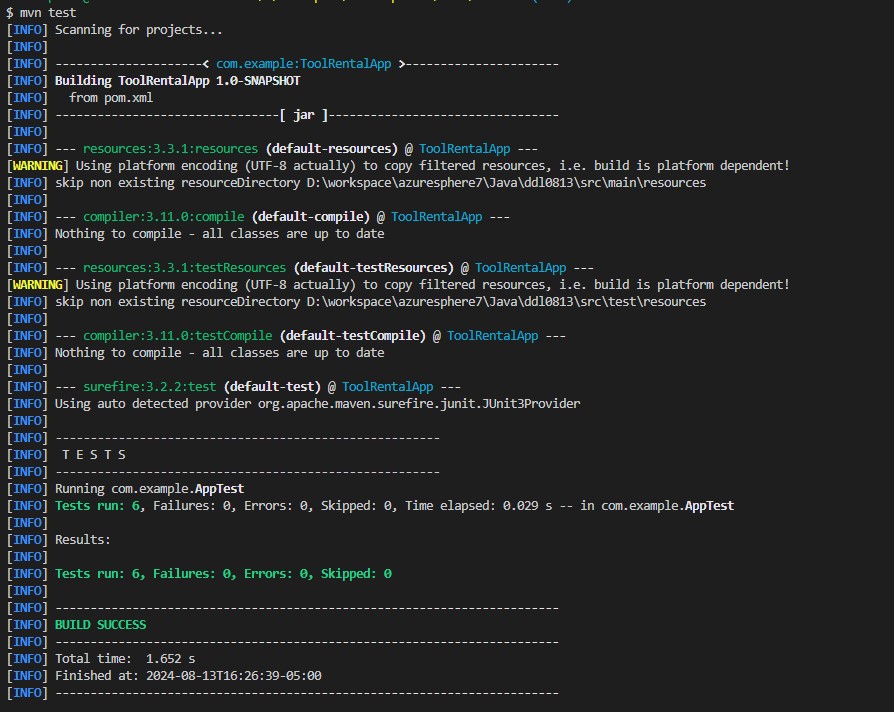 $ mvn test
[INFO] Scanning for projects...
[INFO]
[INFO] ---------------------< com.example:ToolRentalApp >----------------------
[INFO] Building ToolRentalApp 1.0-SNAPSHOT
[INFO]   from pom.xml
[INFO] --------------------------------[ jar ]---------------------------------
[INFO]
[INFO] --- resources:3.3.1:resources (default-resources) @ ToolRentalApp ---
[WARNING] Using platform encoding (UTF-8 actually) to copy filtered resources, i.e. build is platform dependent!
[INFO] skip non existing resourceDirectory D:\workspace\azuresphere7\Java\ddl0813\src\main\resources
[INFO]
[INFO] --- compiler:3.11.0:compile (default-compile) @ ToolRentalApp ---
[INFO] Nothing to compile - all classes are up to date
[INFO]
[INFO] --- resources:3.3.1:testResources (default-testResources) @ ToolRentalApp ---
[WARNING] Using platform encoding (UTF-8 actually) to copy filtered resources, i.e. build is platform dependent!
[INFO] skip non existing resourceDirectory D:\workspace\azuresphere7\Java\ddl0813\src\test\resources
[INFO]
[INFO] --- compiler:3.11.0:testCompile (default-testCompile) @ ToolRentalApp ---
[INFO] Nothing to compile - all classes are up to date
[INFO]
[INFO] --- surefire:3.2.2:test (default-test) @ ToolRentalApp ---
[INFO] Using auto detected provider org.apache.maven.surefire.junit.JUnit3Provider
[INFO]
[INFO] -------------------------------------------------------
[INFO]  T E S T S
[INFO] -------------------------------------------------------
[INFO] Running com.example.AppTest
[INFO] Tests run: 6, Failures: 0, Errors: 0, Skipped: 0, Time elapsed: 0.029 s -- in com.example.AppTest
[INFO]
[INFO] Results:
[INFO]
[INFO] Tests run: 6, Failures: 0, Errors: 0, Skipped: 0
[INFO]
[INFO] ------------------------------------------------------------------------
[INFO] BUILD SUCCESS
[INFO] ------------------------------------------------------------------------
[INFO] Total time:  1.652 s
[INFO] Finished at: 2024-08-13T16:26:39-05:00
[INFO] ------------------------------------------------------------------------